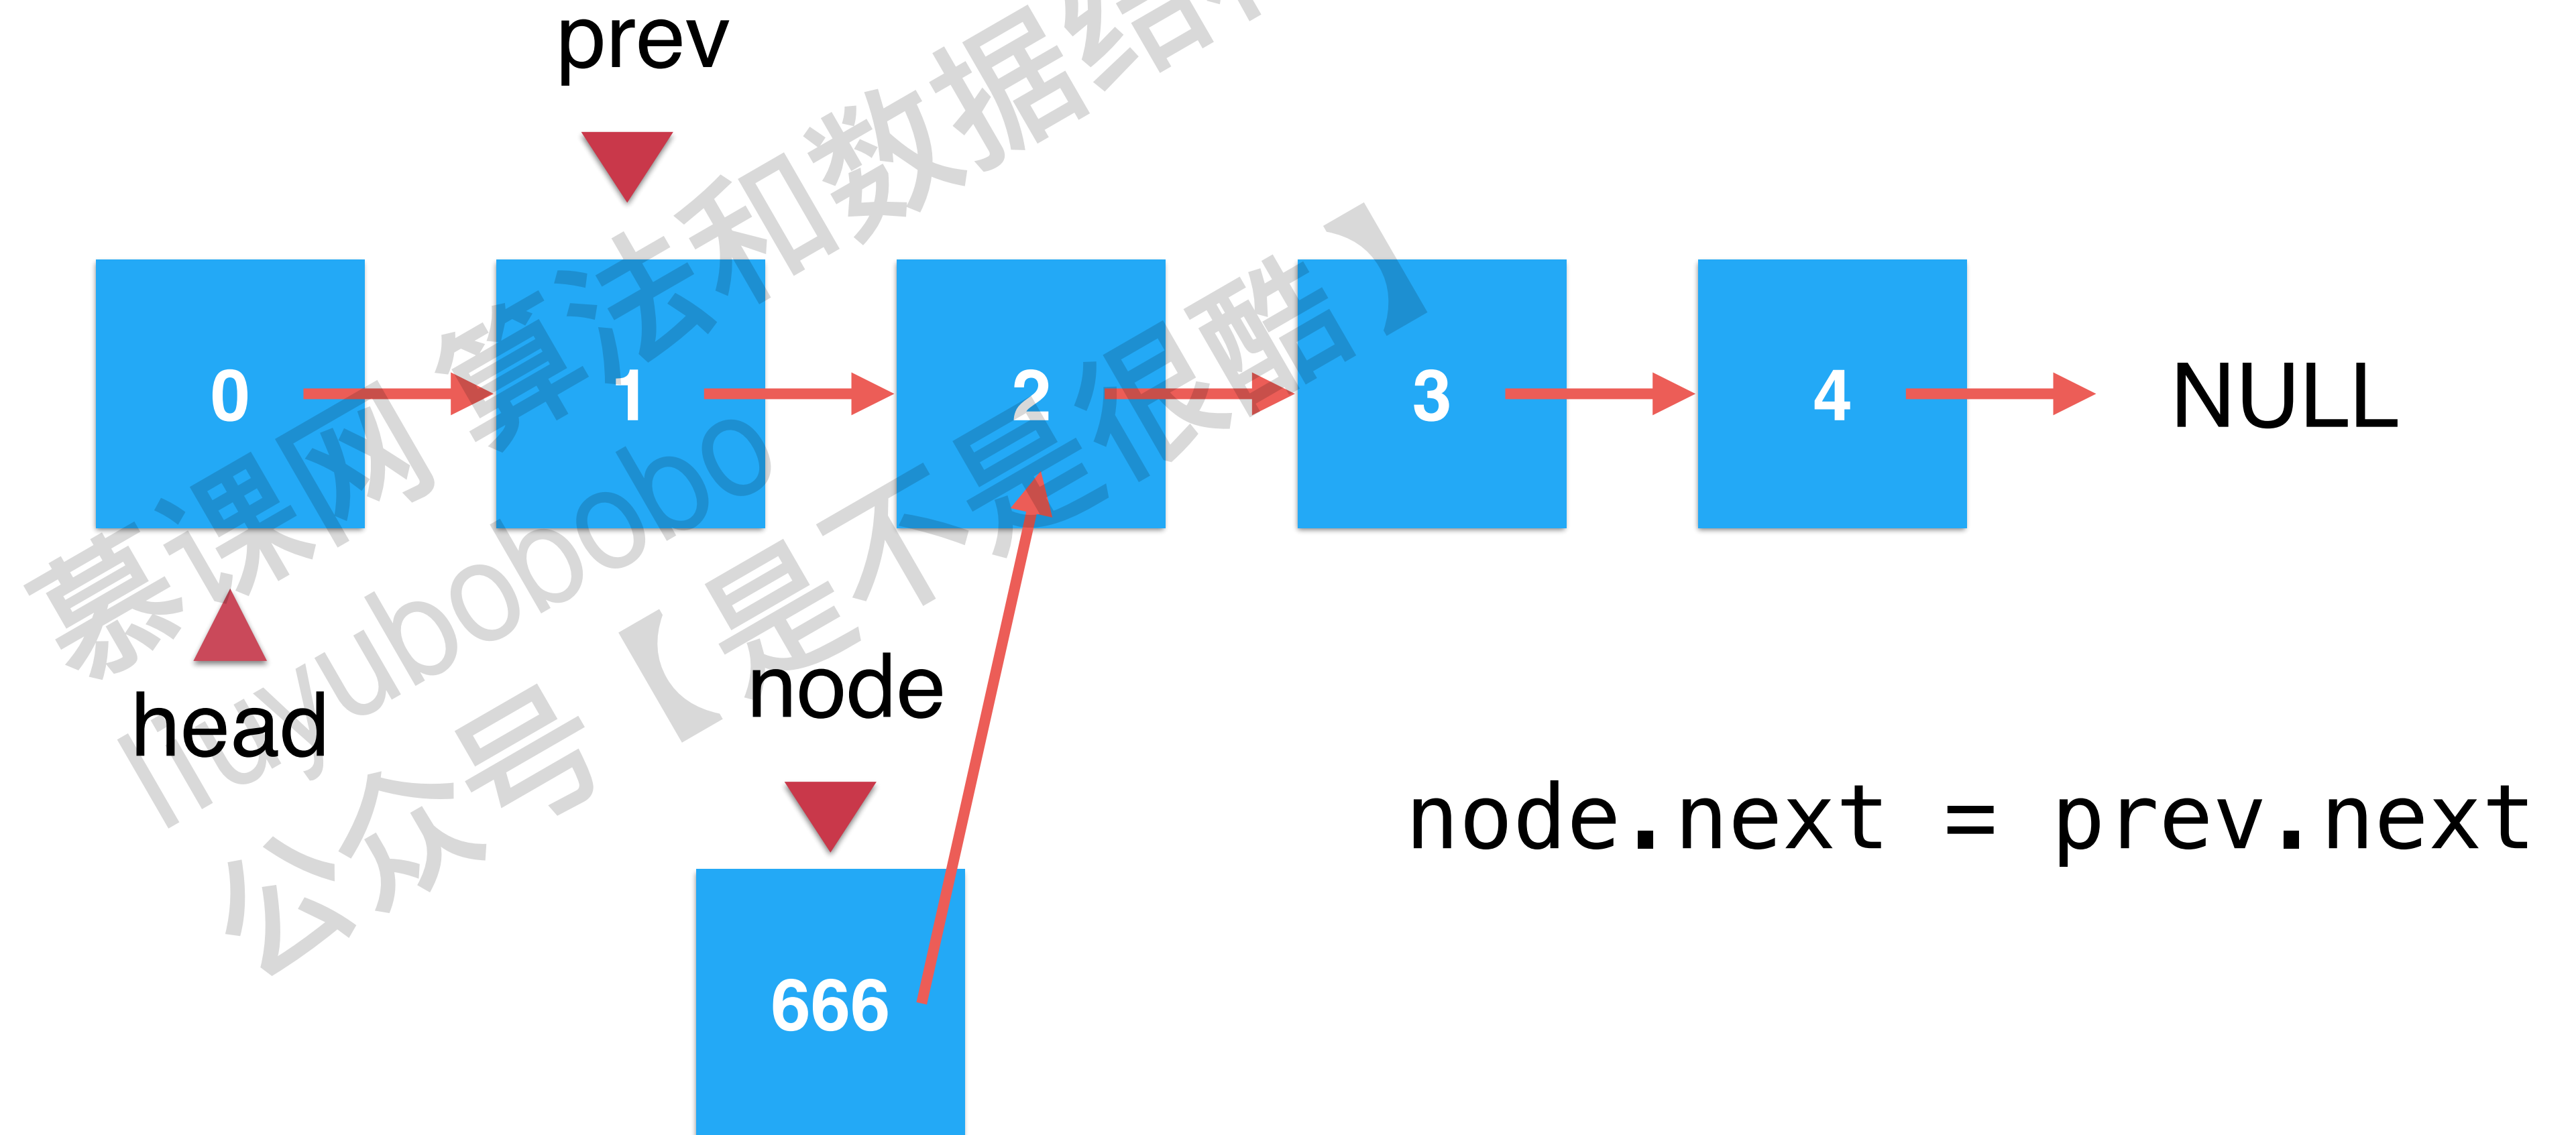 prev
0 1 2 3 4 NULL
head
node
node.next = prev.next
666
慕课网 算法和数据结
liuyubobobo
公众号【是不是很酷】